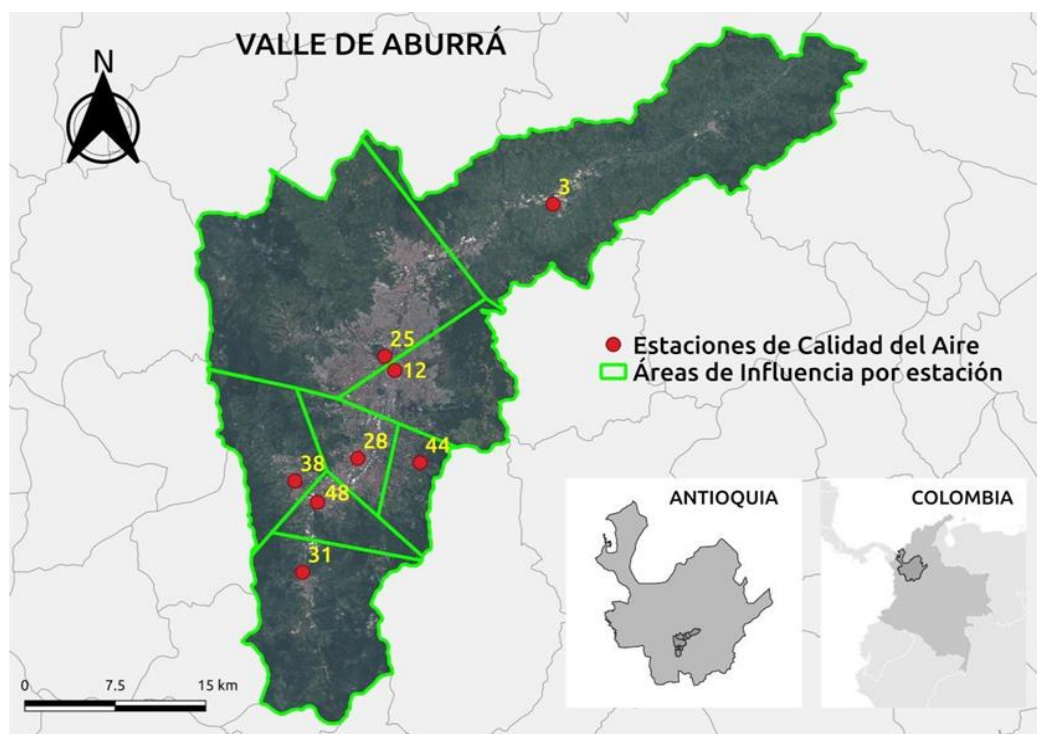 VALLE DE ABURRÁ
N
3
25
12
Estaciones de Calidad del Aire
Áreas de Influencia por estación
28
44
38
48
31
ANTIOQUIA
COLOMBIA
0 7.5 15 km